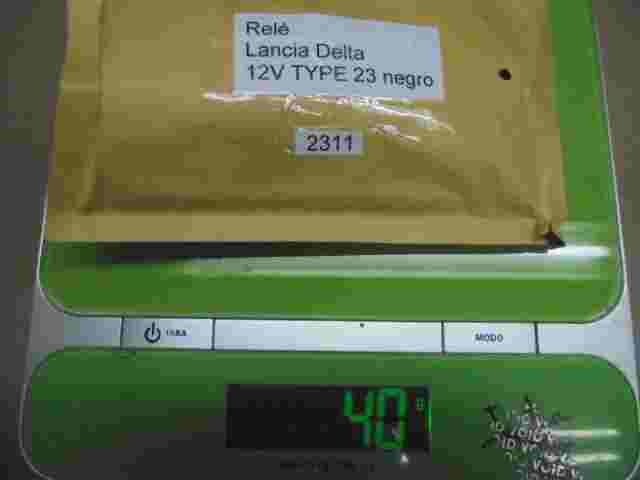 Relé
Lancia Delta
12V TYPE 23 negro
2311
TARA
MODO
40 g